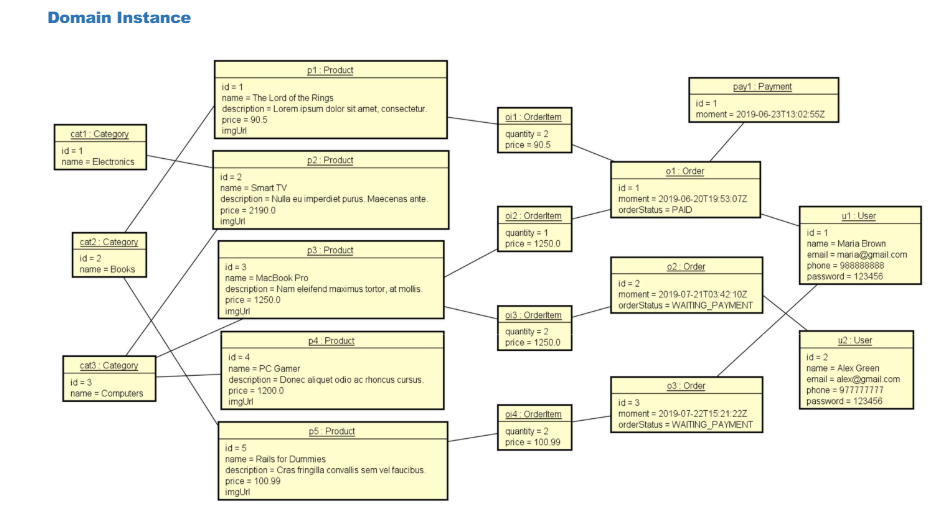 Domain Instance
p1 : Product
id = 1
name = The Lord of the Rings
description = Lorem ipsum dolor sit amet, consectetur.
price = 90.5
imgUrl
pay1 : Payment
id = 1
moment = 2019-06-23T13:02:55Z
oi1 : OrderItem
quantity = 2
price = 90.5
cat1 : Category
id = 1
name = Electronics
p2 : Product
id = 2
name = Smart TV
description = Nulla eu imperdiet purus. Maecenas ante.
price = 2190.0
imgUrl
o1 : Order
id = 1
moment = 2019-06-20T19:53:07Z
orderStatus = PAID
oi2 : OrderItem
quantity = 1
price = 1250.0
u1 : User
id = 1
name = Maria Brown
email = maria@gmail.com
phone = 988888888
password = 123456
cat2 : Category
id = 2
name = Books
p3 : Product
id = 3
name = MacBook Pro
description = Nam eleifend maximus tortor, at mollis.
price = 1250.0
imgUrl
o2 : Order
id = 2
moment = 2019-07-21T03:42:10Z
orderStatus = WAITING_PAYMENT
oi3 : OrderItem
quantity = 2
price = 1250.0
p4 : Product
id = 4
name = PC Gamer
description = Donec aliquet odio ac rhoncus cursus.
price = 1200.0
imgUrl
u2 : User
id = 2
name = Alex Green
email = alex@gmail.com
phone = 977777777
password = 123456
cat3 : Category
id = 3
name = Computers
o3 : Order
id = 3
moment = 2019-07-22T15:21:22Z
orderStatus = WAITING_PAYMENT
oi4 : OrderItem
quantity = 2
price = 100.99
p5 : Product
id = 5
name = Rails for Dummies
description = Cras fringilla convallis sem vel faucibus.
price = 100.99
imgUrl